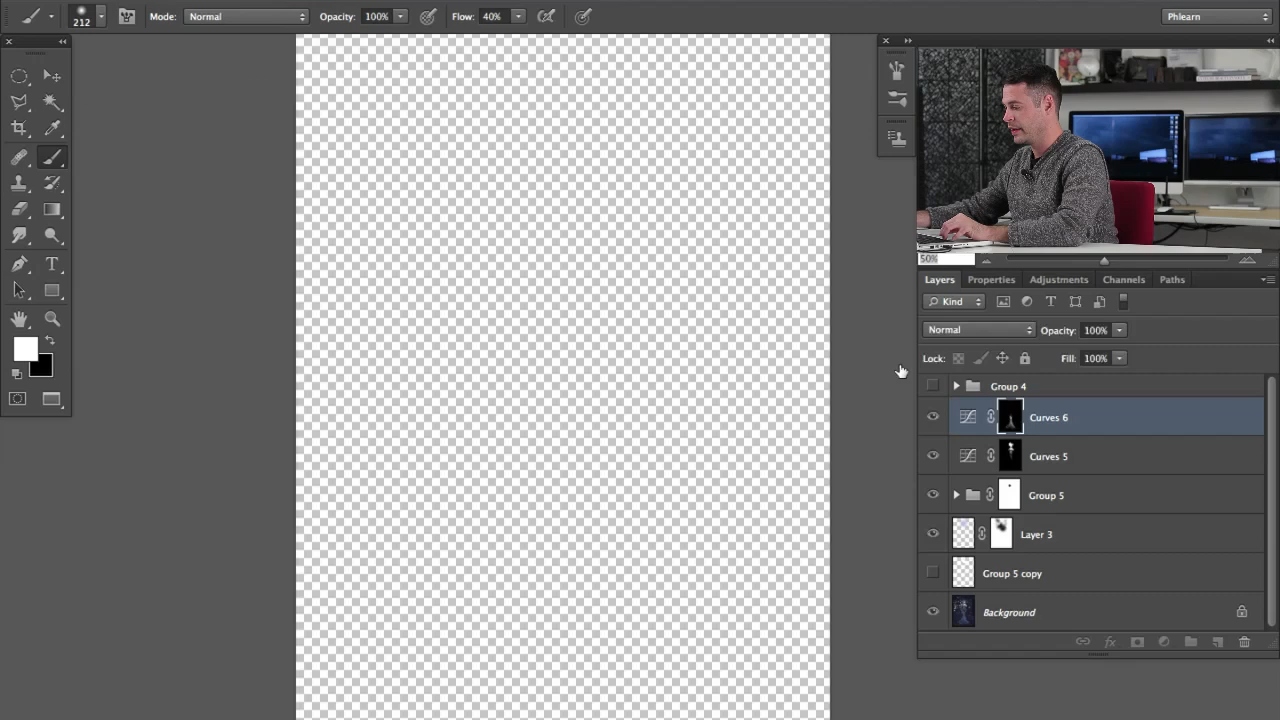 212
Mode: Normal
Opacity: 100%
Flow: 40%
Phlearn
50%
Layers Properties Adjustments Channels Paths
Kind
Normal
Opacity: 100%
Lock:
Fill: 100%
Group 4
Curves 6
Curves 5
Group 5
Layer 3
Group 5 copy
Background